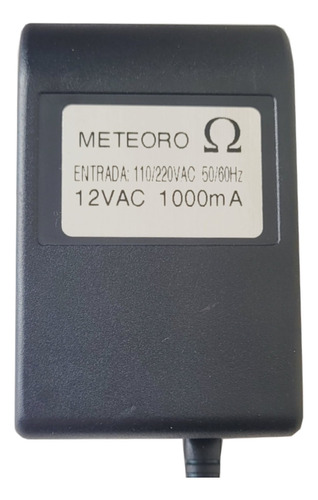 METEORO Ω
ENTRADA: 110/220VAC 50/60Hz
12VAC 1000mA